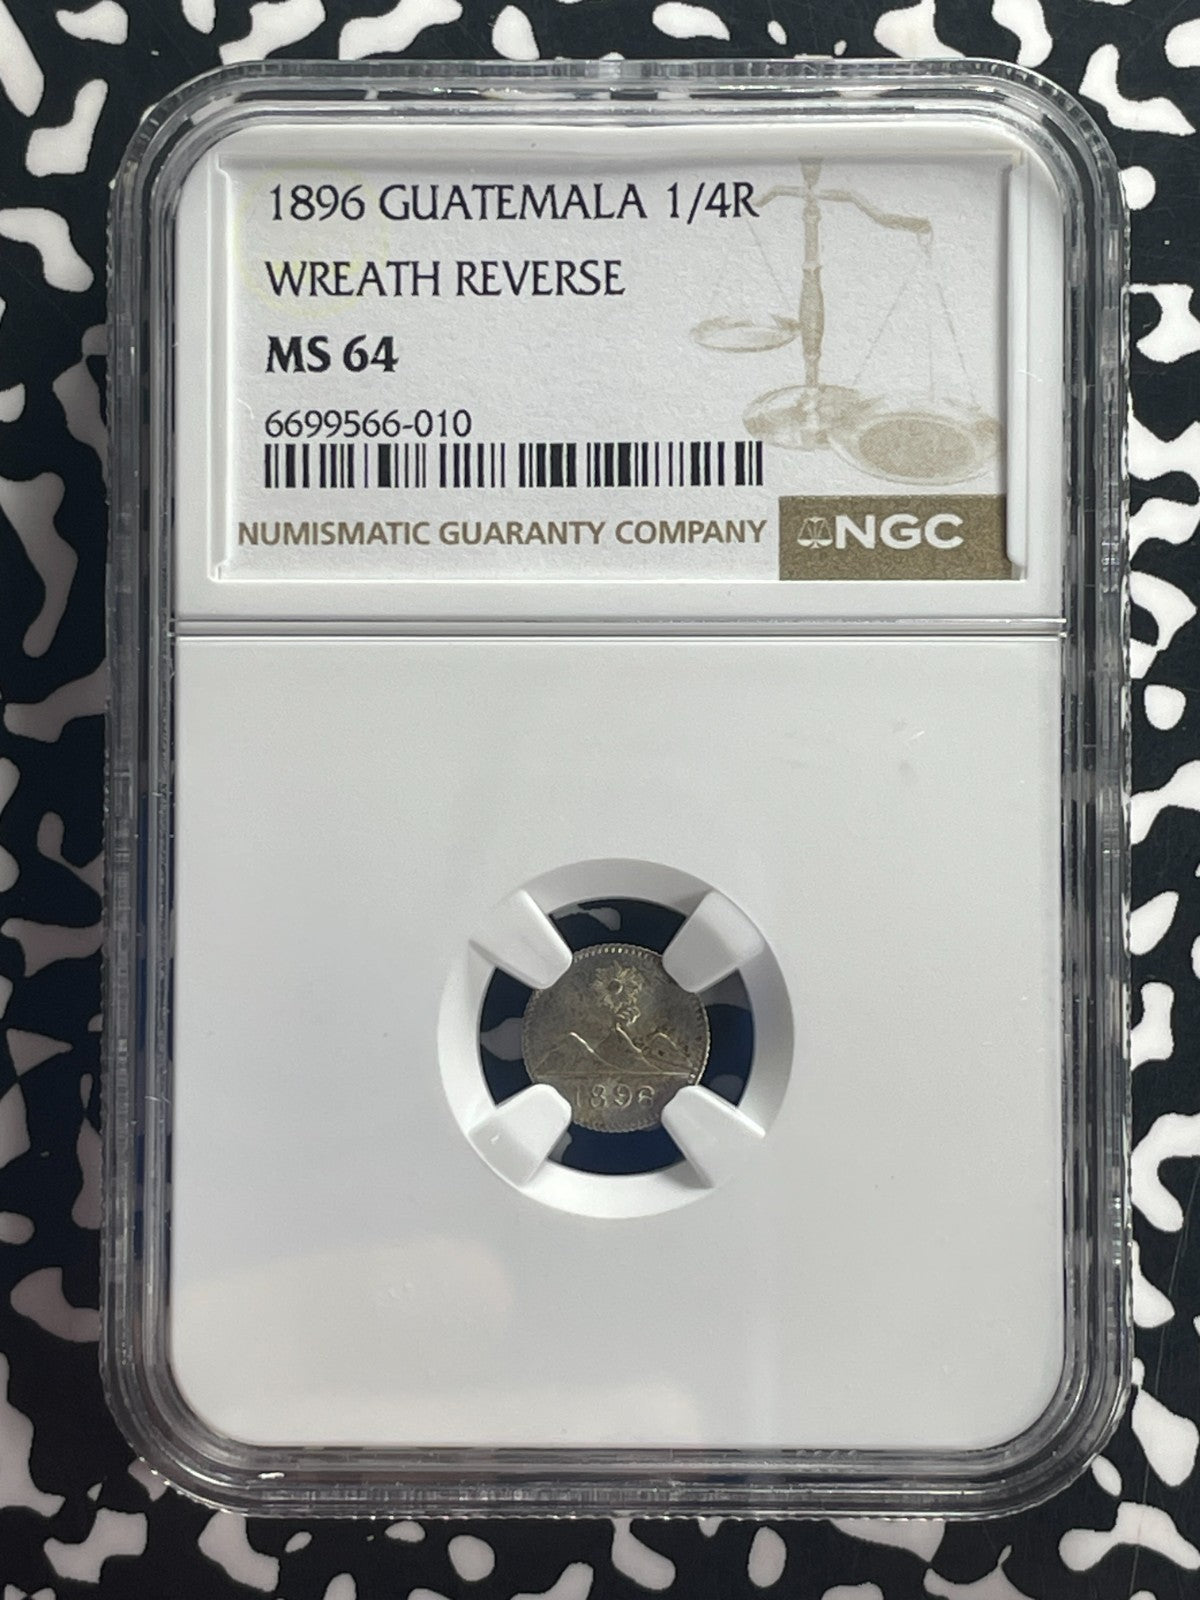 1896 GUATEMALA 1/4R
WREATH REVERSE
MS 64
6699566-010
NUMISMATIC GUARANTY COMPANY NGC
1896